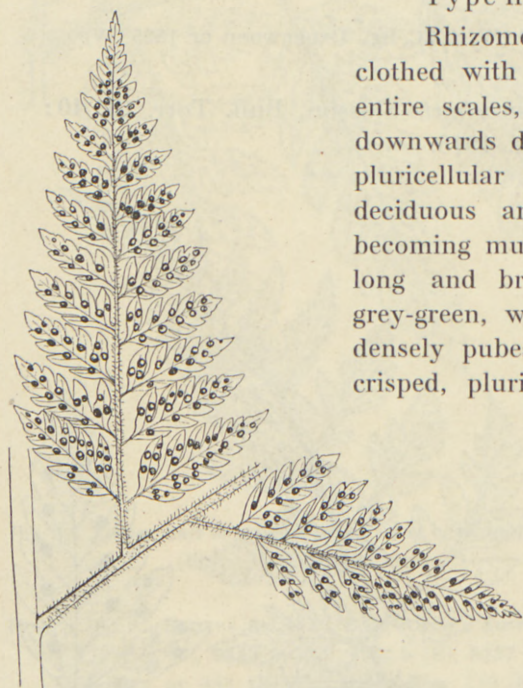 Rhizome
clothed with
entire scales,
downwards d
pluricellular
deciduous an
becoming mu
long and br
grey-green, w
densely pube
crisped, pluri